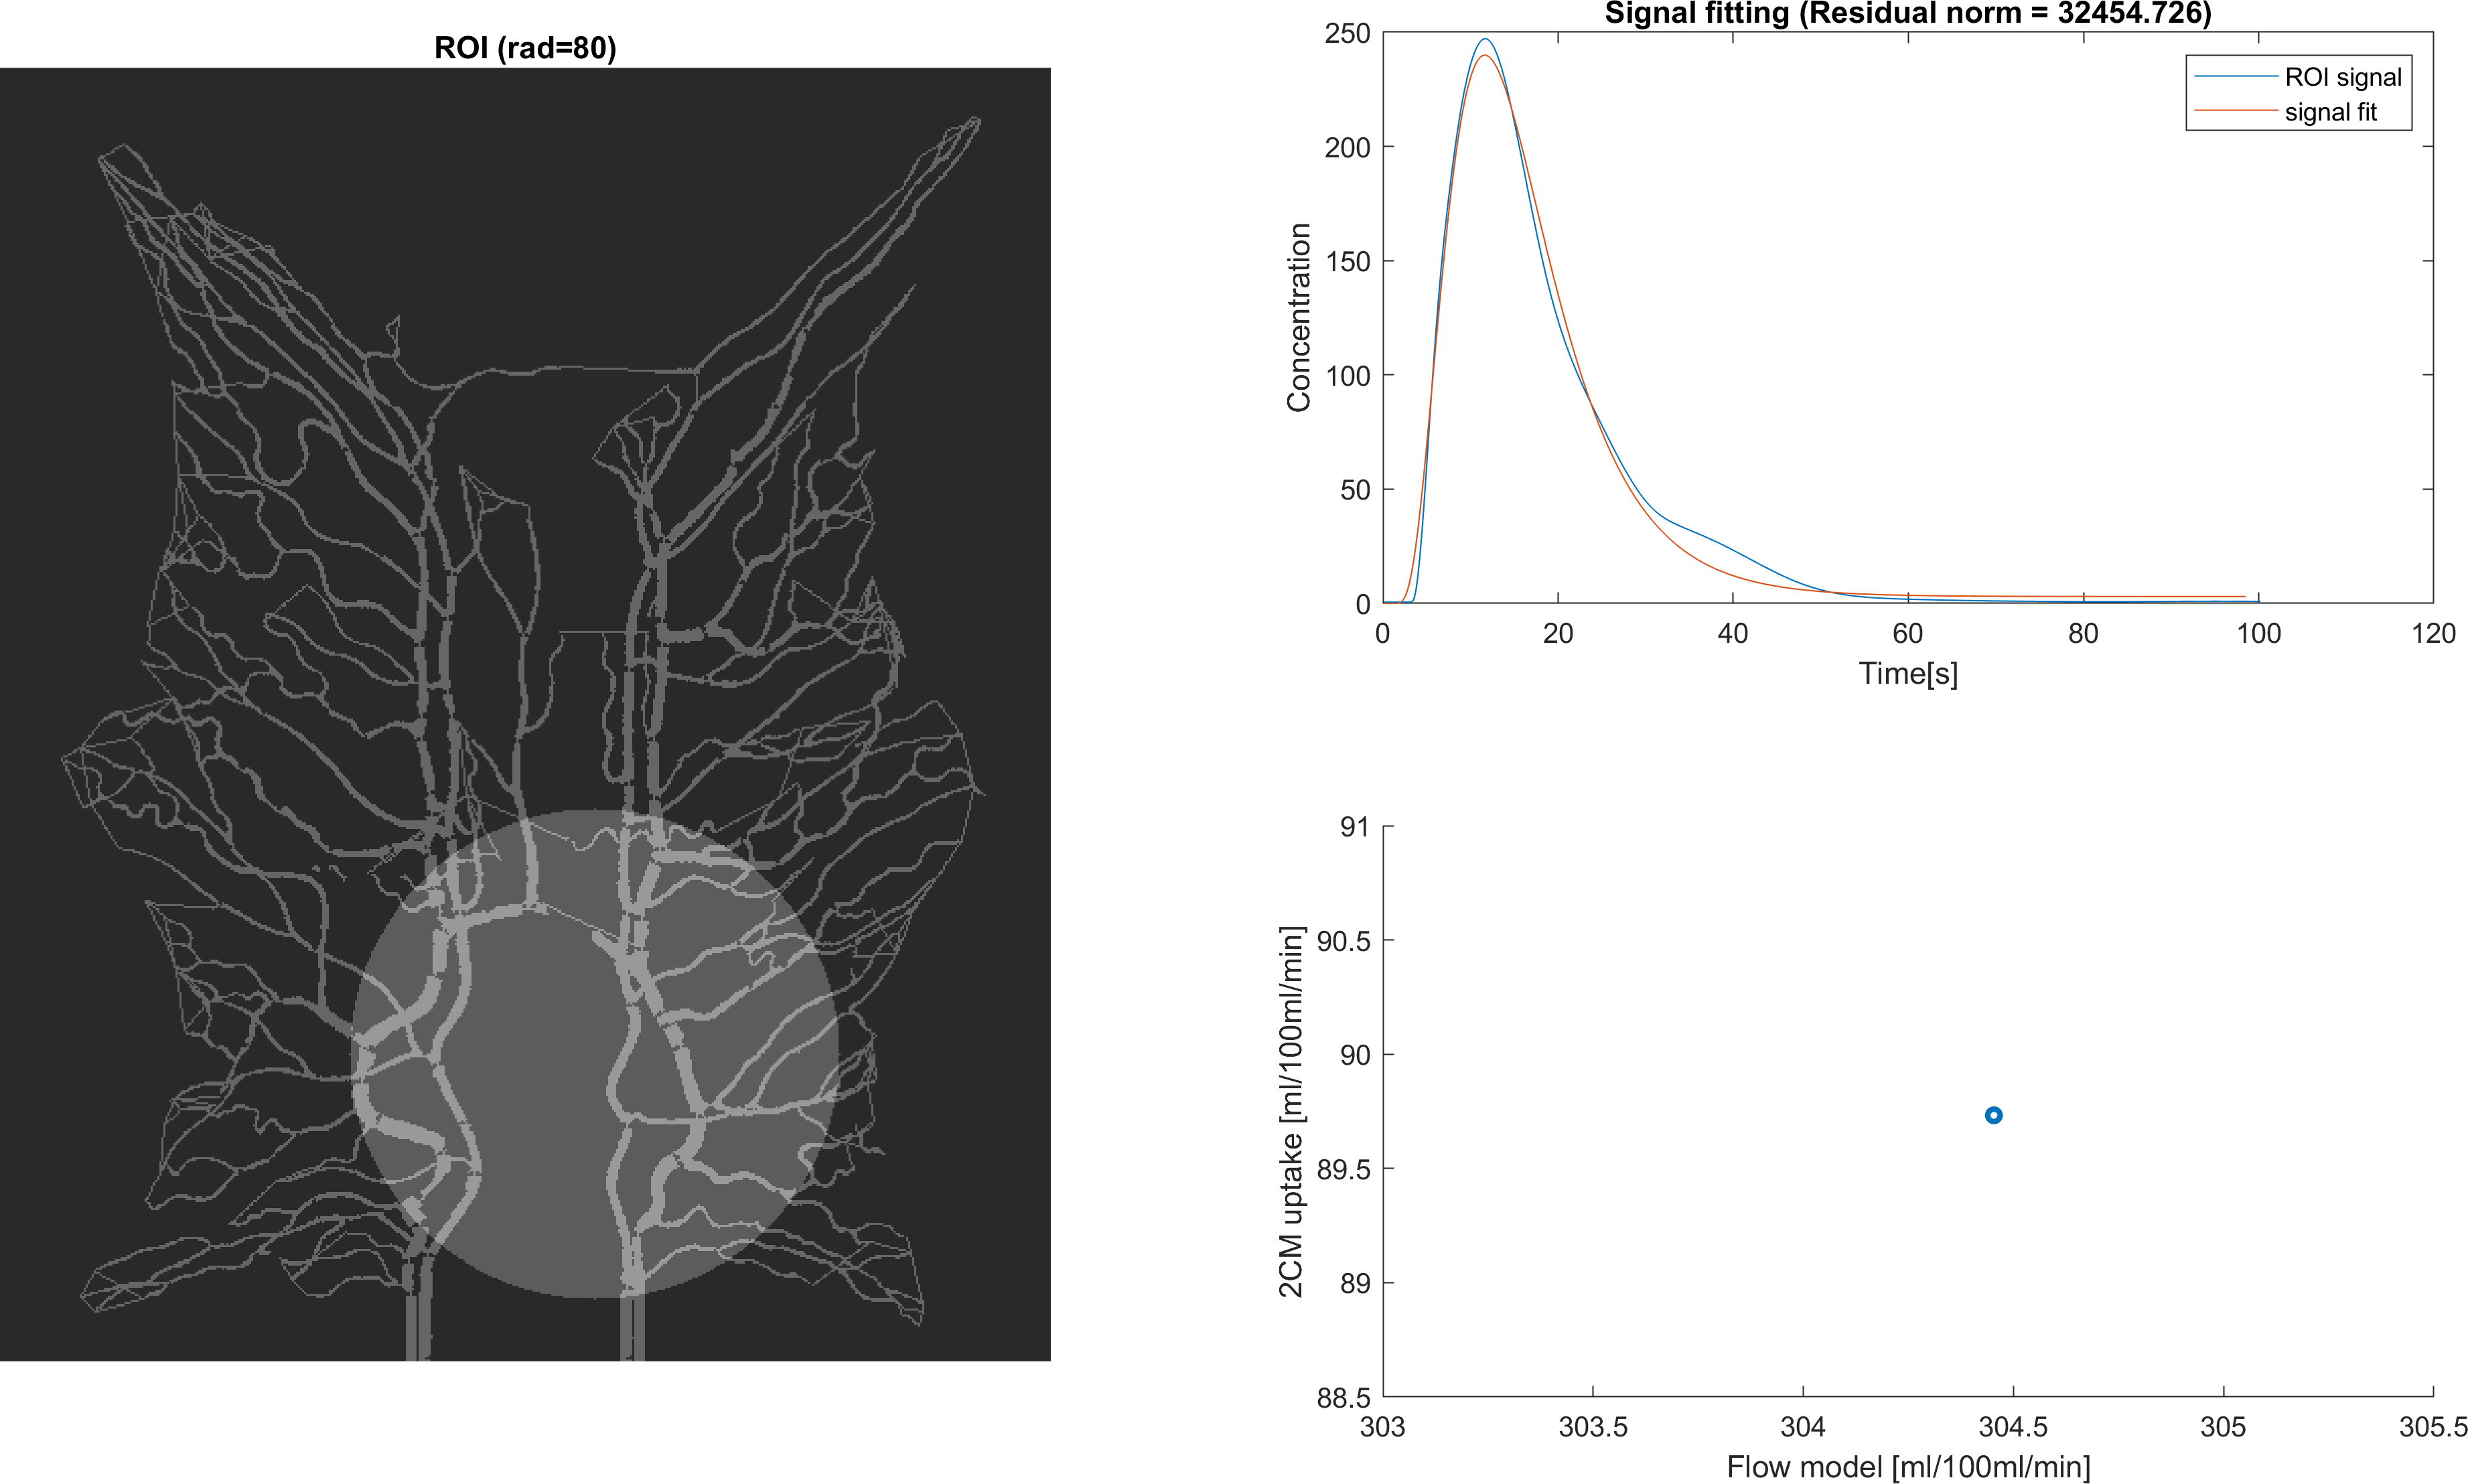 ROI (rad=80)
Signal fitting (Residual norm = 32454.726)
250
200
150
100
50
0
Concentration
ROI signal
signal fit
0 20 40 60 80 100 120
Time[s]
91
90.5
90
89.5
89
88.5
2CM uptake [ml/100ml/min]
303 303.5 304 304.5 305 305.5
Flow model [ml/100ml/min]